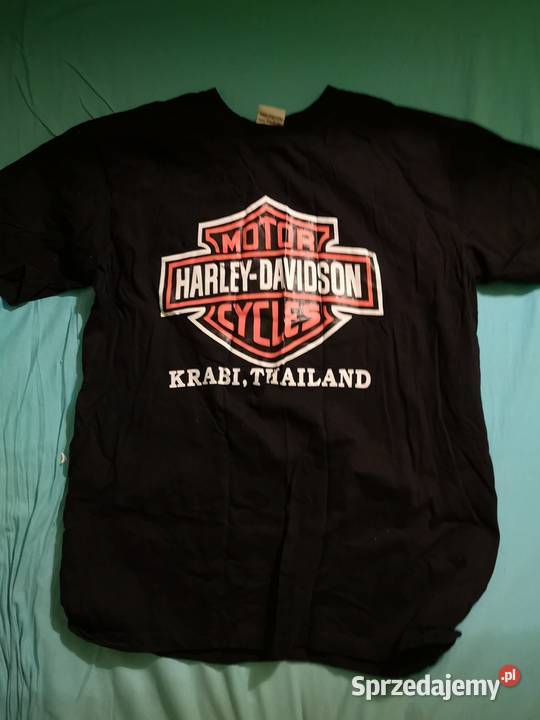 MOTOR
HARLEY-DAVIDSON
CYCLES
KRABI, THAILAND
Sprzedajemy.pl